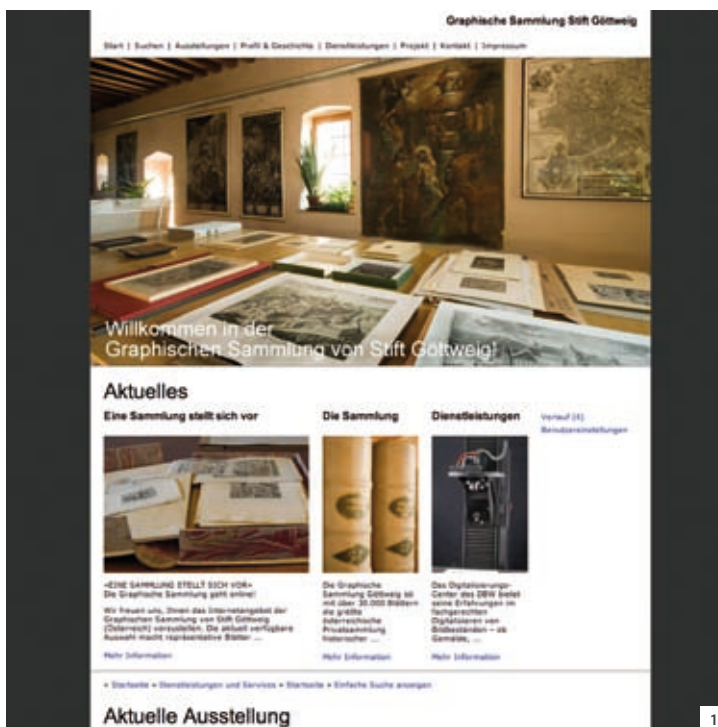 Graphische Sammlung Stift Göttweig
Start | Suchen | Ausstellungen | Profil & Geschichte | Dienstleistungen | Projekt | Kontakt | Impressum
Willkommen in der
Graphischen Sammlung von Stift Göttweig!
Aktuelles
Eine Sammlung stellt sich vor
Die Sammlung
Dienstleistungen
Verlauf (4)
Benutzereinstellungen
«EINE SAMMLUNG STELLT SICH VOR»
Die Graphische Sammlung geht online!
Wir freuen uns, Ihnen das Internetangebot der
Graphischen Sammlung von Stift Göttweig
(Österreich) vorzustellen. Die aktuell verfügbare
Auswahl macht repräsentative Blätter ...
Mehr Information
Die Graphische
Sammlung Göttweig ist
mit über 30.000 Blättern
die größte
österreichische
Privatsammlung
historischer ...
Mehr Information
Das Digitalisierungs-
Center des DBW bietet
seine Erfahrungen im
fachgerechten
Digitalisieren von
Bildbeständen – ob
Gemälde, ...
Mehr Information
» Startseite » Dienstleistungen und Services » Startseite » Einfache Suche anzeigen
Aktuelle Ausstellung
1